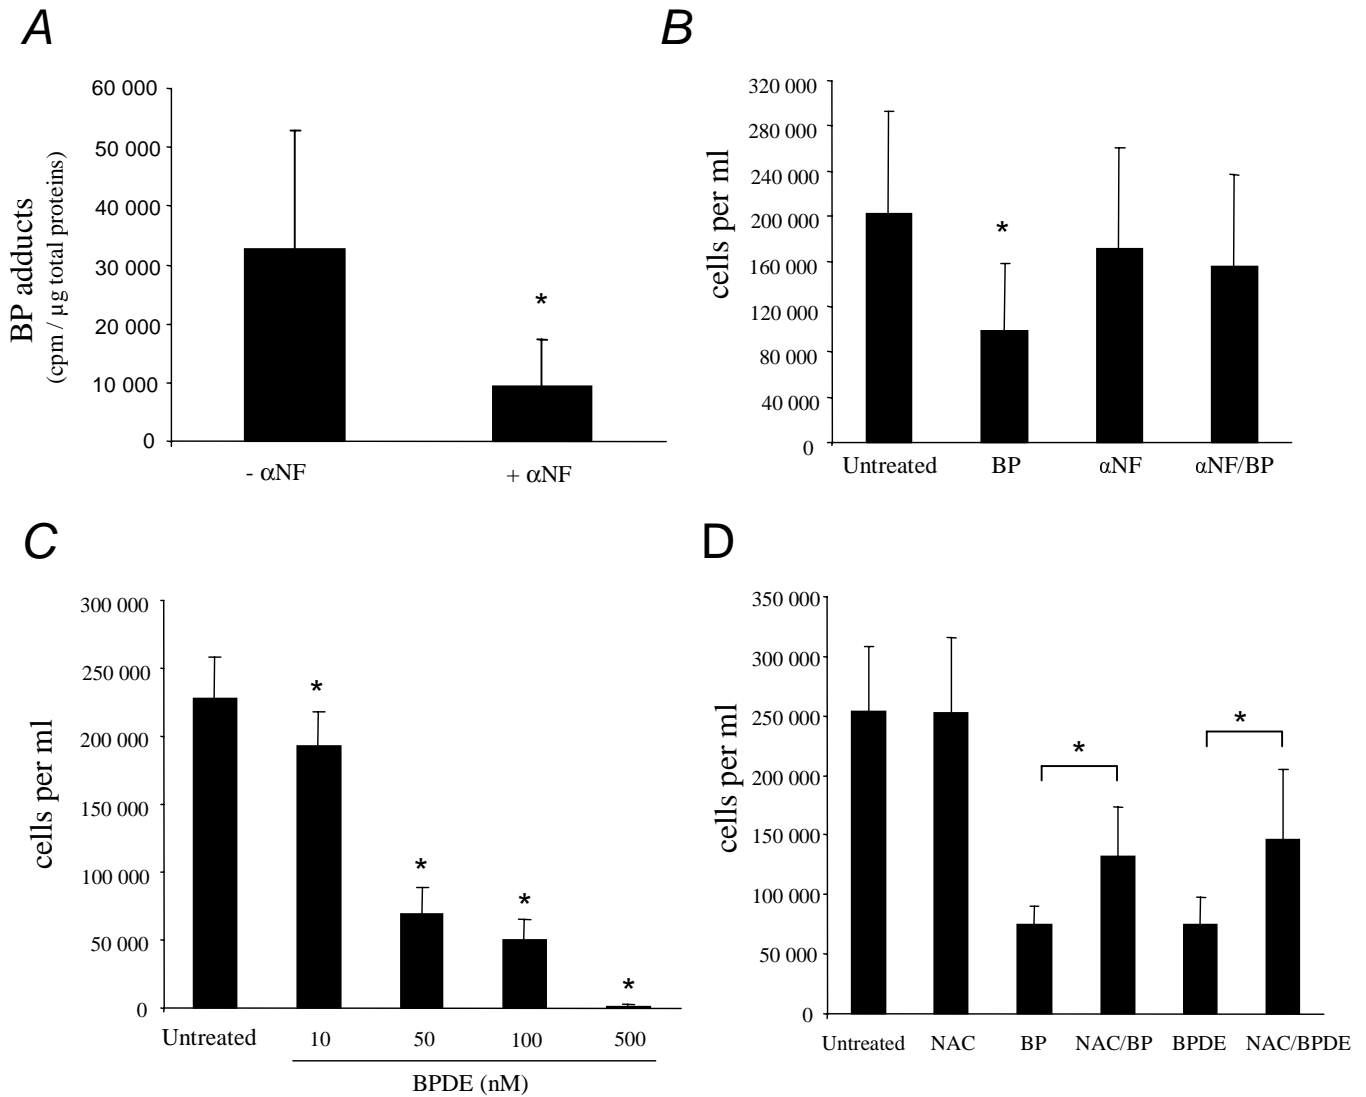 A
60 000
50 000
40 000
30 000
20 000
10 000
0
BP adducts
(cpm / µg total proteins)
*
- αNF
+ αNF
B
320 000
280 000
240 000
200 000
160 000
120 000
80 000
40 000
0
cells per ml
*
Untreated BP αNF αNF/BP
C
300 000
250 000
200 000
150 000
100 000
50 000
0
cells per ml
*
*
*
*
Untreated 10 50 100 500
BPDE (nM)
D
350 000
300 000
250 000
200 000
150 000
100 000
50 000
0
cells per ml
*
*
Untreated NAC BP NAC/BP BPDE NAC/BPDE